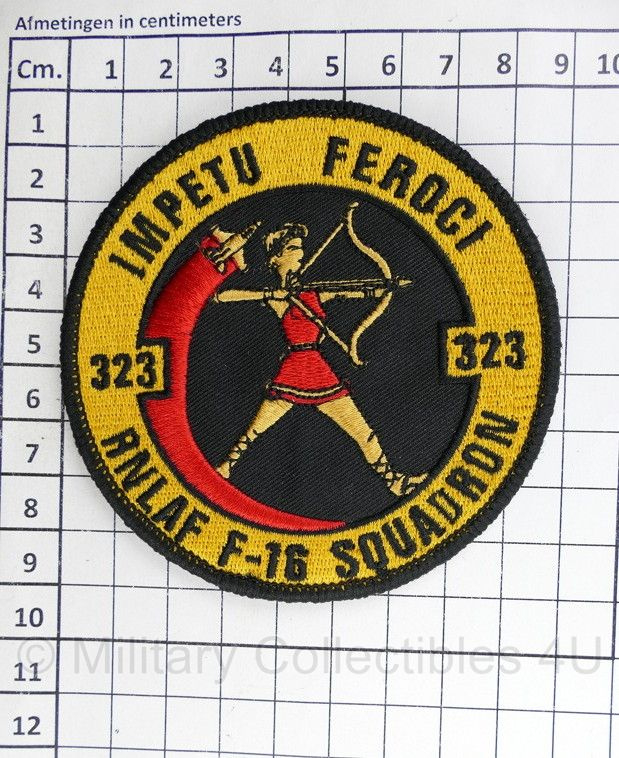 Afmetingen in centimeters
Cm. 1 2 3 4 5 6 7 8 9 10
1
2
3
4
5
6
7
8
9
10
11
12
IMPETU FEROCI
323 323
RNLAF F-16 SQUADRON
© Military Collectibles 4U